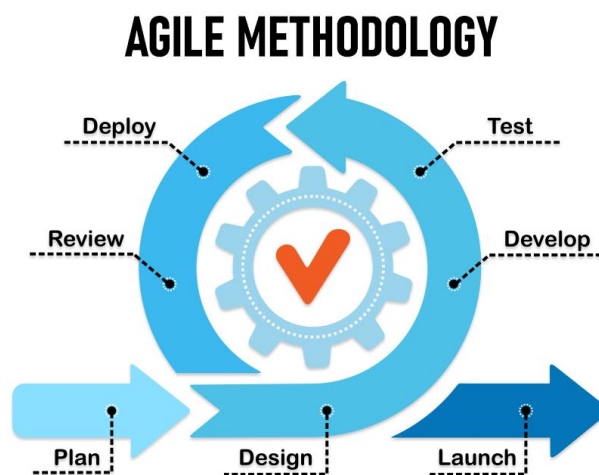 AGILE METHODOLOGY
Deploy
Test
Review
Develop
Plan
Design
Launch